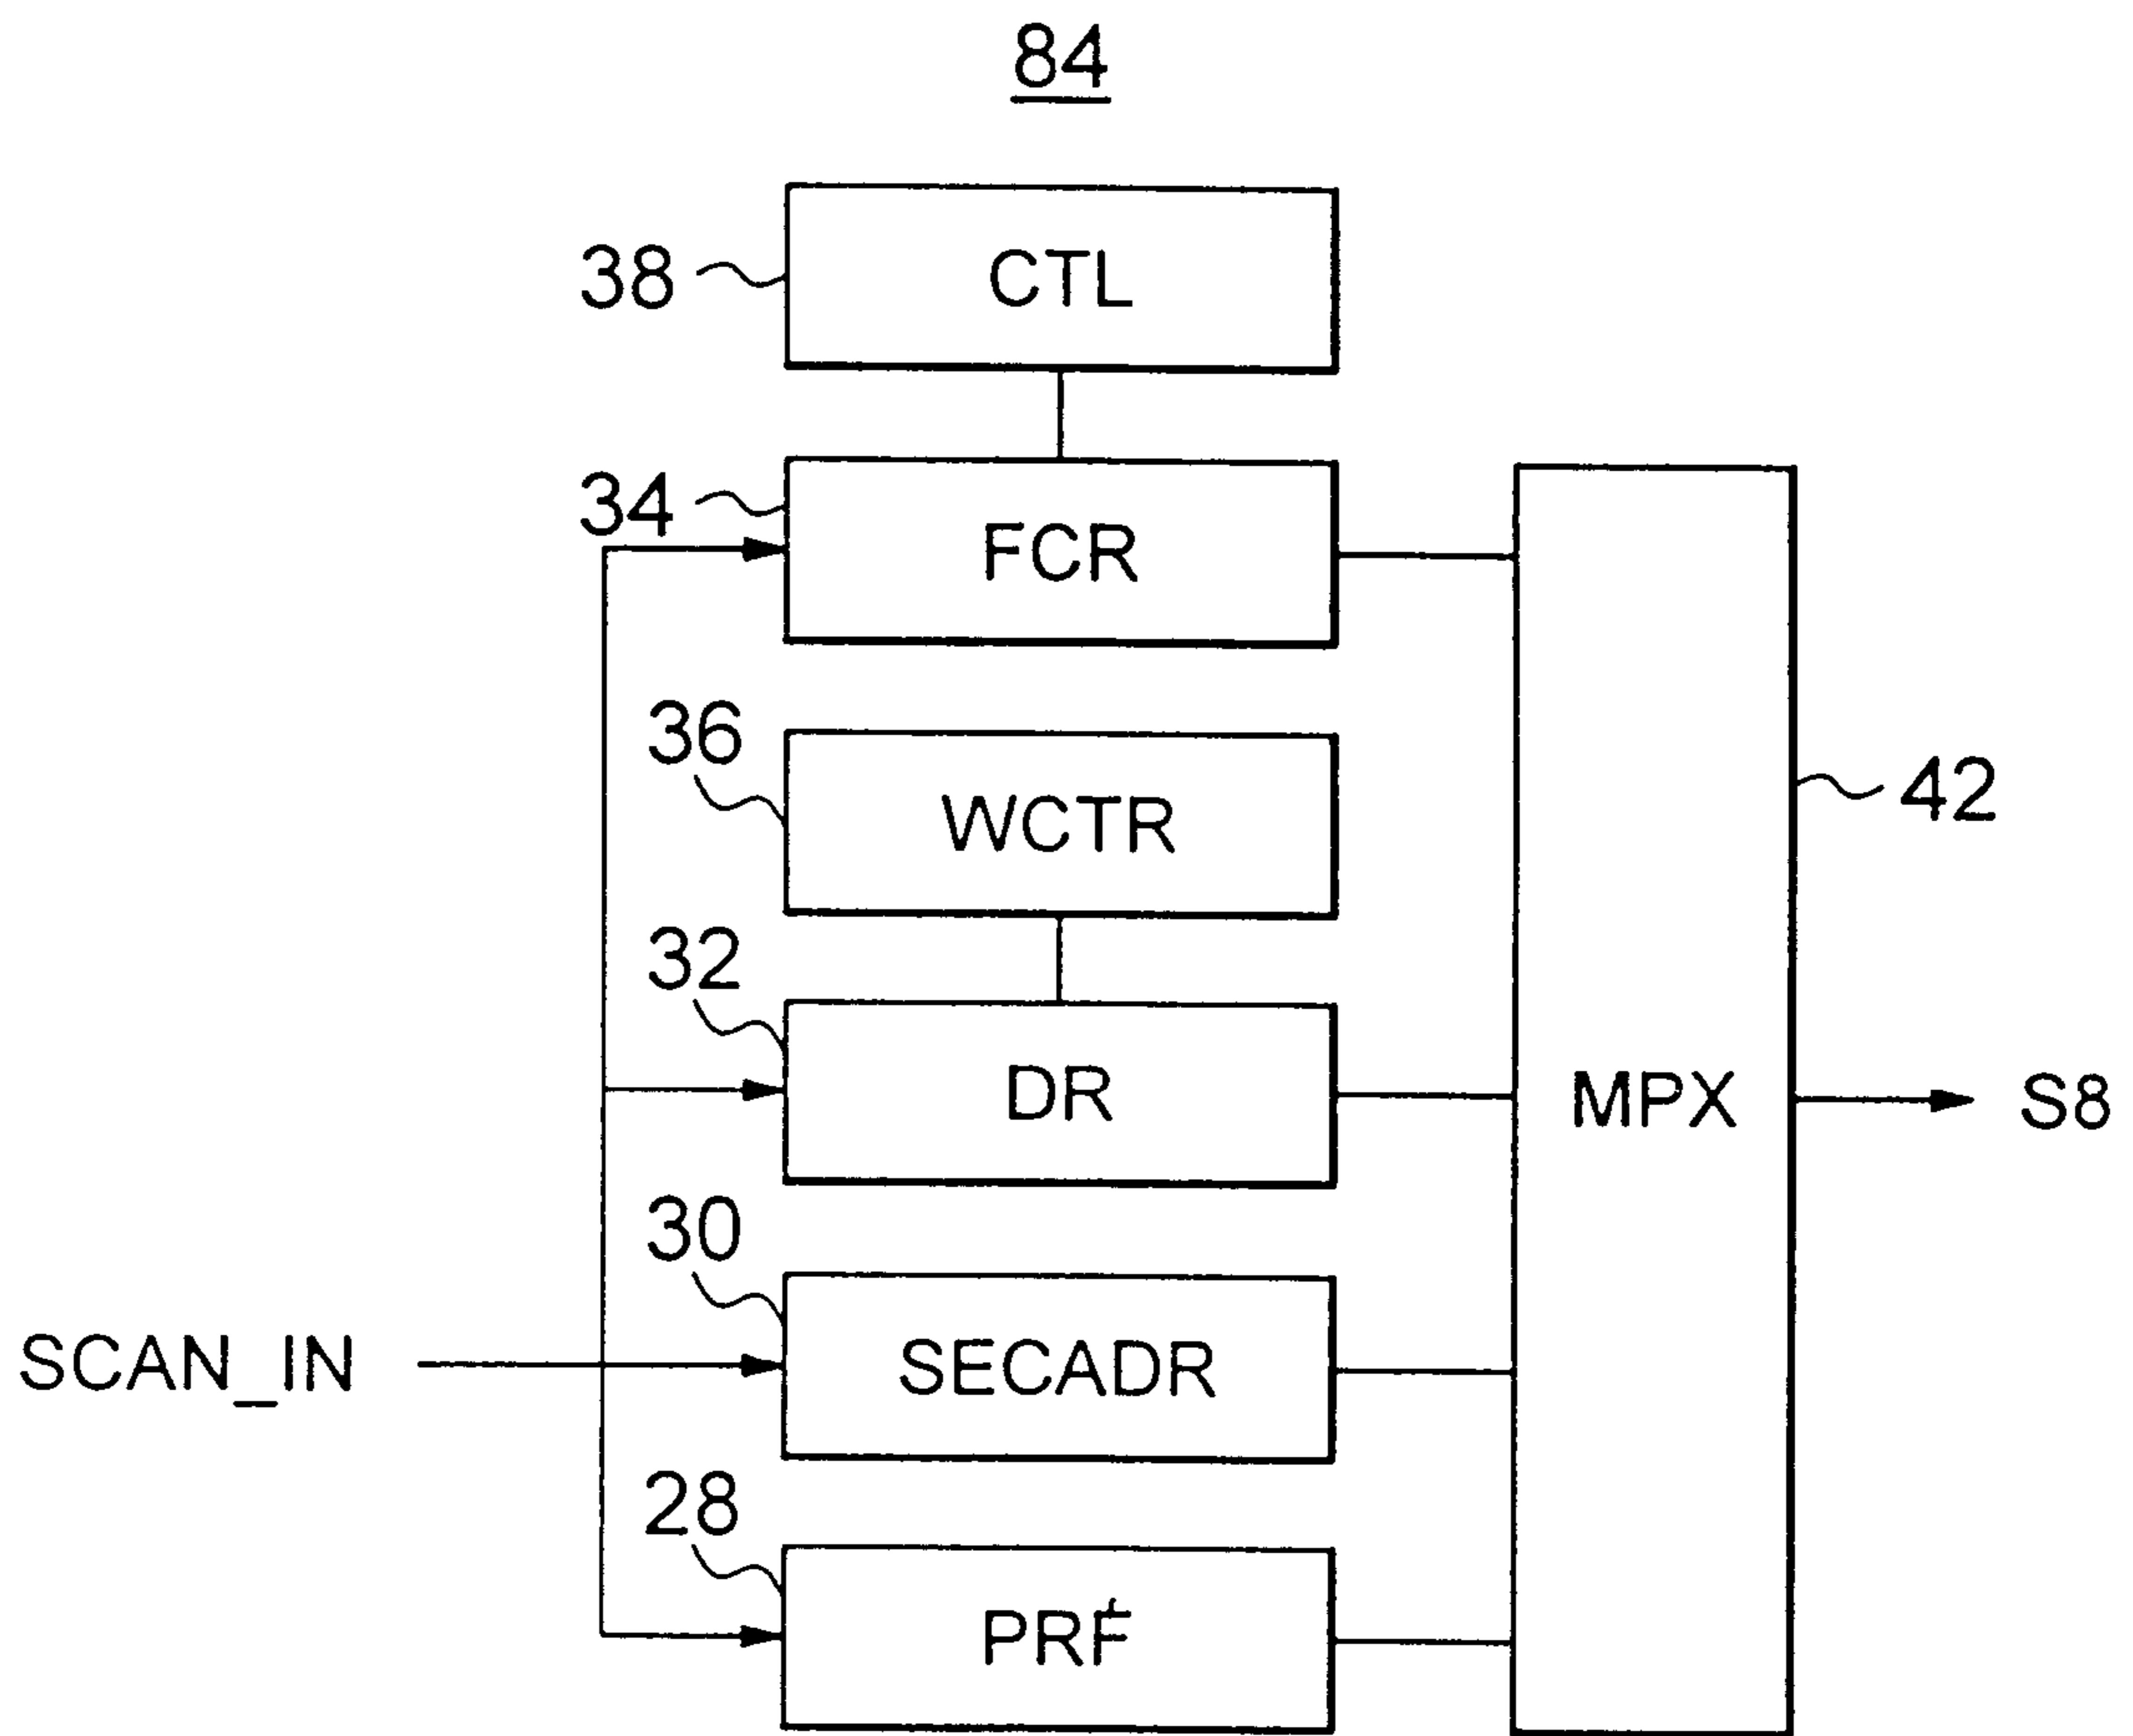 84
38
CTL
34
FCR
36
WCTR
42
32
DR
MPX
S8
30
SCAN_IN
SECADR
28
PRF